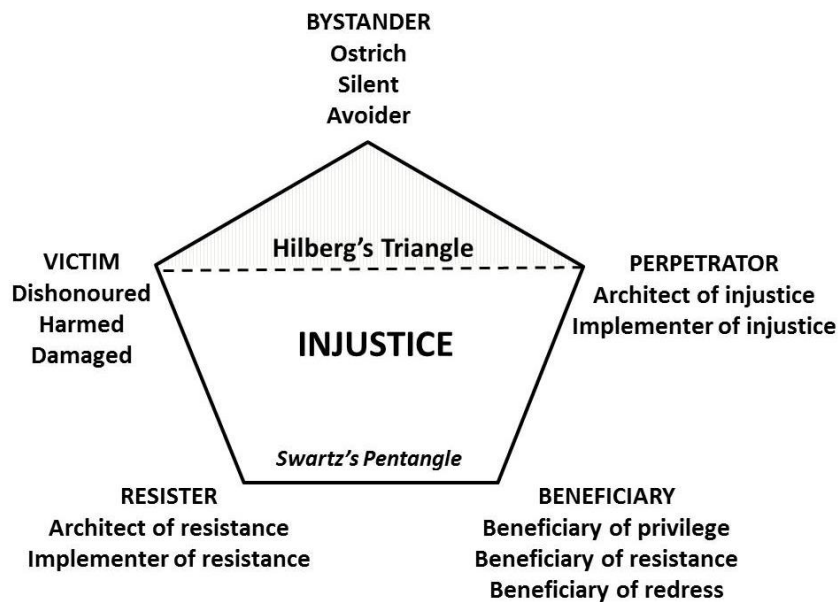 BYSTANDER
Ostrich
Silent
Avoider
Hilberg's Triangle
VICTIM
Dishonoured
Harmed
Damaged
PERPETRATOR
Architect of injustice
Implementer of injustice
INJUSTICE
Swartz's Pentangle
RESISTER
Architect of resistance
Implementer of resistance
BENEFICIARY
Beneficiary of privilege
Beneficiary of resistance
Beneficiary of redress